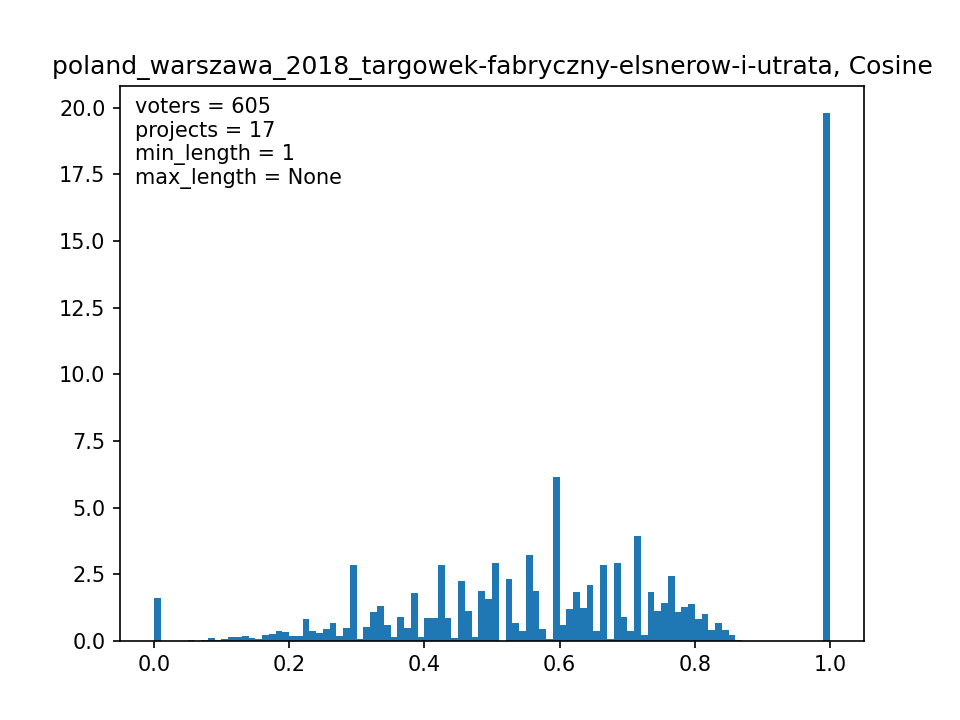 poland_warszawa_2018_targowek-fabryczny-elsnerow-i-utrata, Cosine
voters = 605
projects = 17
min_length = 1
max_length = None
20.0
17.5
15.0
12.5
10.0
7.5
5.0
2.5
0.0
0.0 0.2 0.4 0.6 0.8 1.0